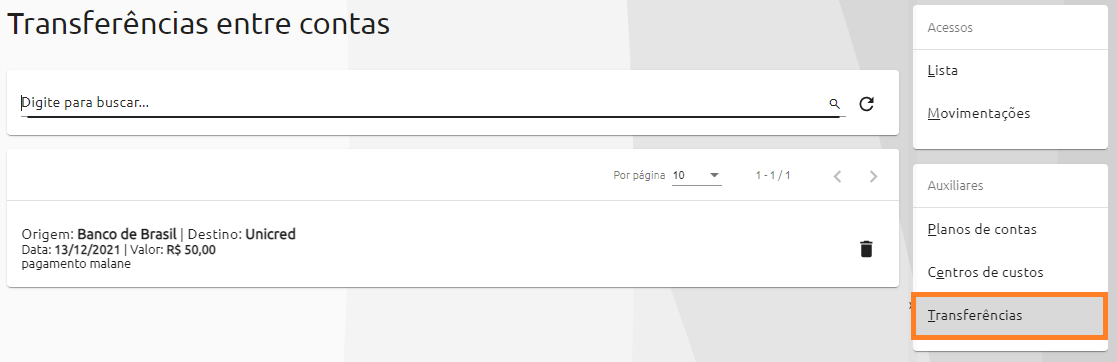 Transferências entre contas
Digite para buscar...
Por página 10 1 - 1 / 1
Origem: Banco de Brasil | Destino: Unicred
Data: 13/12/2021 | Valor: R$ 50,00
pagamento malane
Acessos
Lista
Movimentações
Auxiliares
Planos de contas
Centros de custos
Transferências